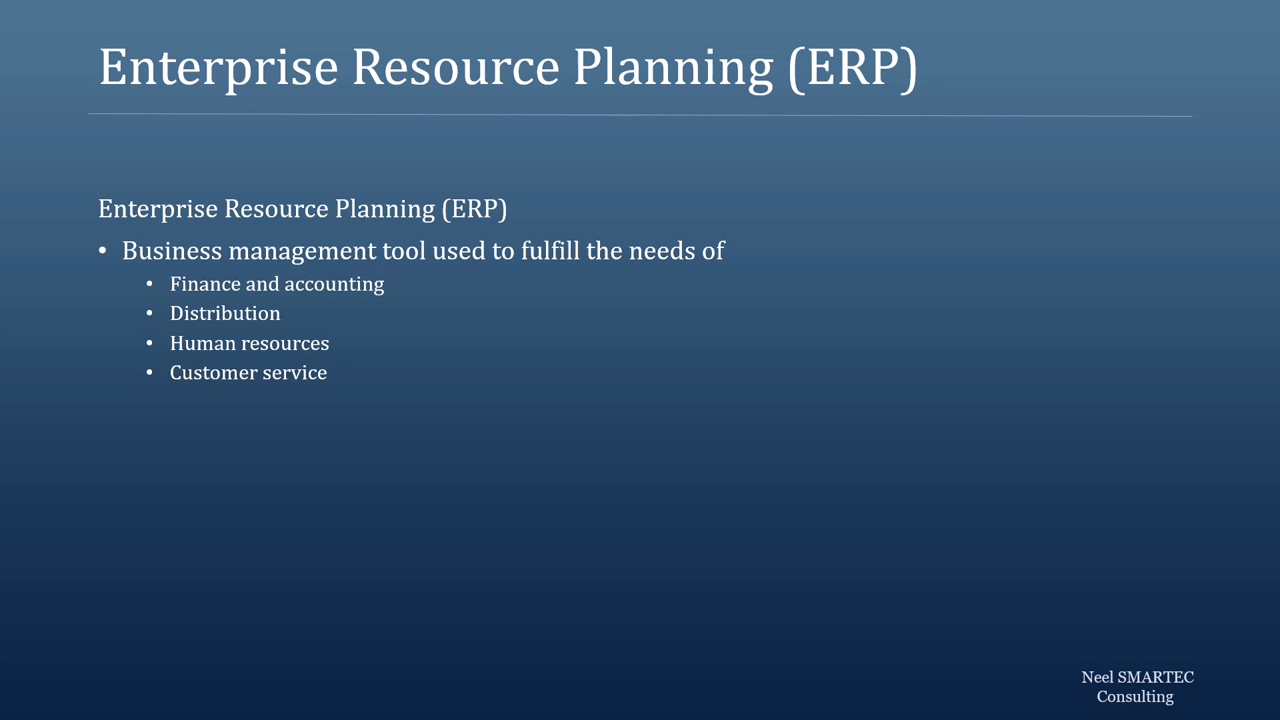 Enterprise Resource Planning (ERP)
Enterprise Resource Planning (ERP)
• Business management tool used to fulfill the needs of
• Finance and accounting
• Distribution
• Human resources
• Customer service
Neel SMARTEC
Consulting